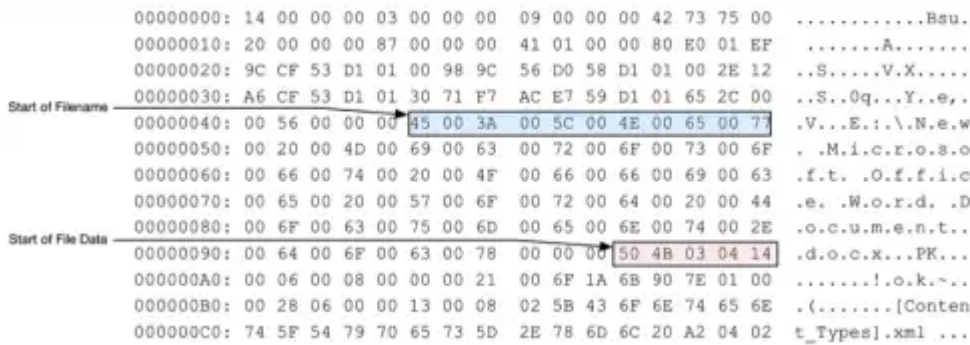 00000000: 14 00 00 00 03 00 00 00 09 00 00 00 42 73 75 00 ............Bsu.
00000010: 20 00 00 00 87 00 00 00 41 01 00 00 80 E0 01 EF .......A.......
00000020: 9C CF 53 D1 01 00 98 9C 56 D0 58 D1 01 00 2E 12 ..S.....V.X.....
00000030: A6 CF 53 D1 01 30 71 F7 AC E7 59 D1 01 65 2C 00 ..S..0q...Y..e,.
Start of Filename
00000040: 00 56 00 00 00 45 00 3A 00 5C 00 4E 00 65 00 77 .V...E.:.\.N.e.w
00000050: 00 20 00 4D 00 69 00 63 00 72 00 6F 00 73 00 6F . .M.i.c.r.o.s.o
00000060: 00 66 00 74 00 20 00 4F 00 66 00 66 00 69 00 63 .f.t. .O.f.f.i.c
00000070: 00 65 00 20 00 57 00 6F 00 72 00 64 00 20 00 44 .e. .W.o.r.d. .D
00000080: 00 6F 00 63 00 75 00 6D 00 65 00 6E 00 74 00 2E .o.c.u.m.e.n.t..
Start of File Data
00000090: 00 64 00 6F 00 63 00 78 00 00 00 50 4B 03 04 14 .d.o.c.x...PK...
000000A0: 00 06 00 08 00 00 00 21 00 6F 1A 6B 90 7E 01 00 .......!.o.k.~..
000000B0: 00 28 06 00 00 13 00 08 02 5B 43 6F 6E 74 65 6E .(.......[Conten
000000C0: 74 5F 54 79 70 65 73 5D 2E 78 6D 6C 20 A2 04 02 t_Types].xml ...